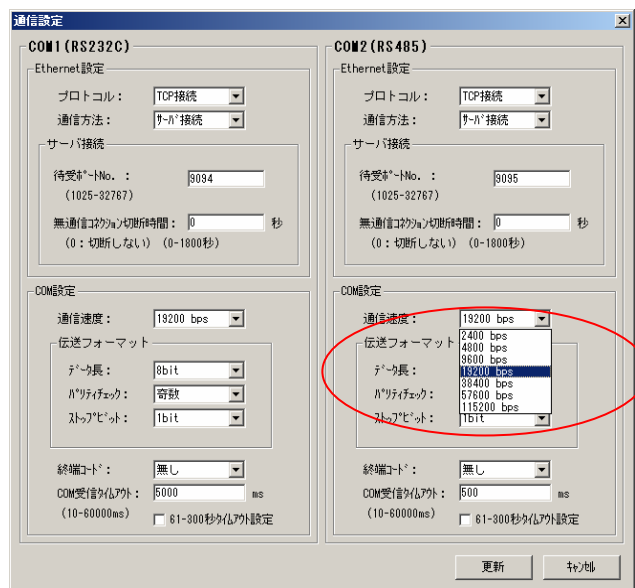 通信設定
COM1(RS232C)
Ethernet設定
プロトコル： TCP接続
通信方法： ｻｰﾊﾞ接続
サーバ接続
待受ﾎﾟｰﾄNo. ： 9094
(1025-32767)
無通信ｺﾈｸｼｮﾝ切断時間： 0 秒
(0：切断しない) (0-1800秒)
COM設定
通信速度： 19200 bps
伝送フォーマット
ﾃﾞｰﾀ長： 8bit
ﾊﾟﾘﾃｨﾁｪｯｸ： 奇数
ｽﾄｯﾌﾟﾋﾞｯﾄ： 1bit
終端ｺｰﾄﾞ： 無し
COM受信ﾀｲﾑｱｳﾄ： 5000 ms
(10-60000ms)
61-300秒ﾀｲﾑｱｳﾄ設定
COM2(RS485)
Ethernet設定
プロトコル： TCP接続
通信方法： ｻｰﾊﾞ接続
サーバ接続
待受ﾎﾟｰﾄNo. ： 9095
(1025-32767)
無通信ｺﾈｸｼｮﾝ切断時間： 0 秒
(0：切断しない) (0-1800秒)
COM設定
通信速度： 19200 bps
2400 bps
4800 bps
9600 bps
19200 bps
38400 bps
57600 bps
115200 bps
伝送フォーマット
ﾃﾞｰﾀ長：
ﾊﾟﾘﾃｨﾁｪｯｸ：
ｽﾄｯﾌﾟﾋﾞｯﾄ： 1bit
終端ｺｰﾄﾞ： 無し
COM受信ﾀｲﾑｱｳﾄ： 500 ms
(10-60000ms)
61-300秒ﾀｲﾑｱｳﾄ設定
更新
ｷｬﾝｾﾙ